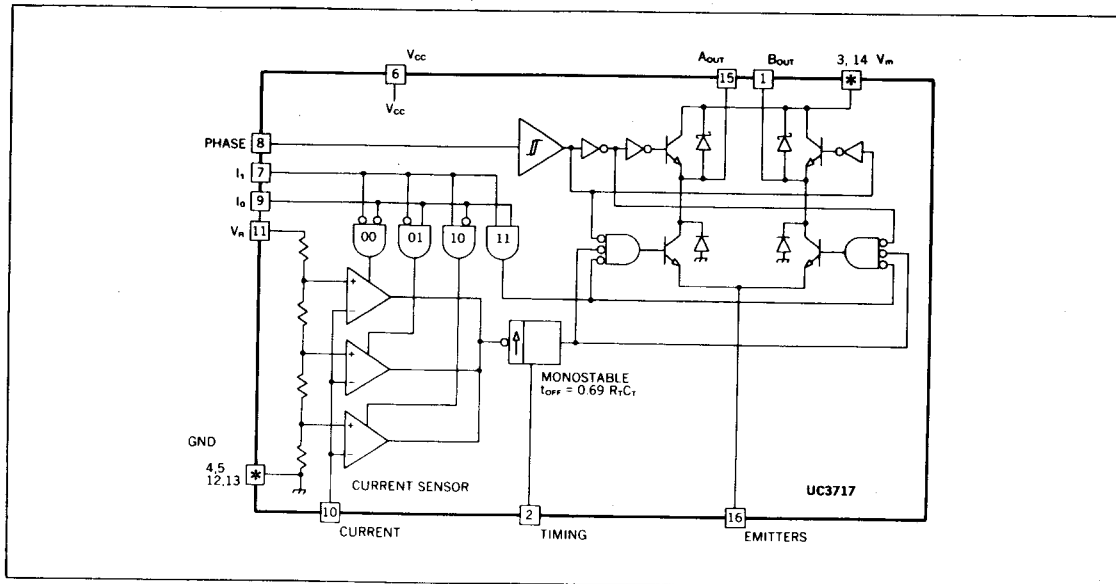 VCC
6
VCC
AOUT
15
BOUT
1
3, 14 Vm
*
PHASE 8
I1 7
I0 9
VR 11
00
01
10
11
+
−
+
−
+
−
MONOSTABLE
tOFF = 0.69 RTCT
GND
4,5
12,13
*
CURRENT SENSOR
UC3717
10
CURRENT
2
TIMING
16
EMITTERS